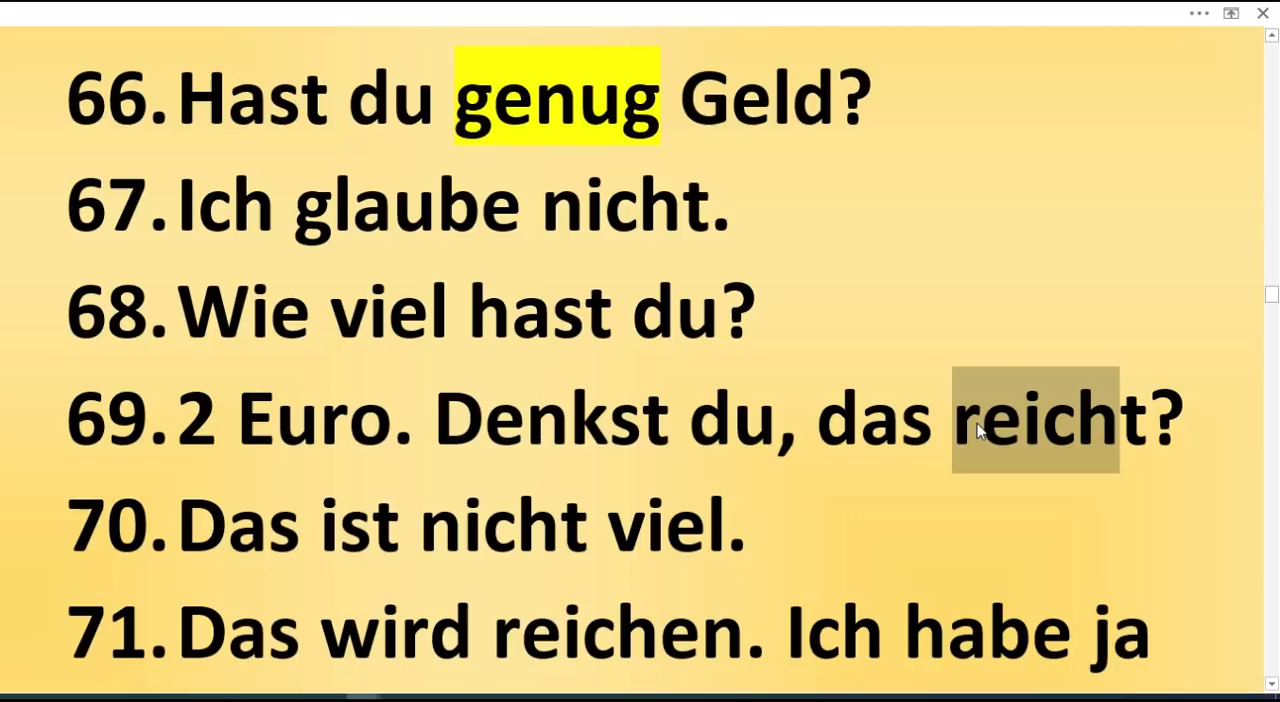 66. Hast du genug Geld?
67. Ich glaube nicht.
68. Wie viel hast du?
69. 2 Euro. Denkst du, das reicht?
70. Das ist nicht viel.
71. Das wird reichen. Ich habe ja